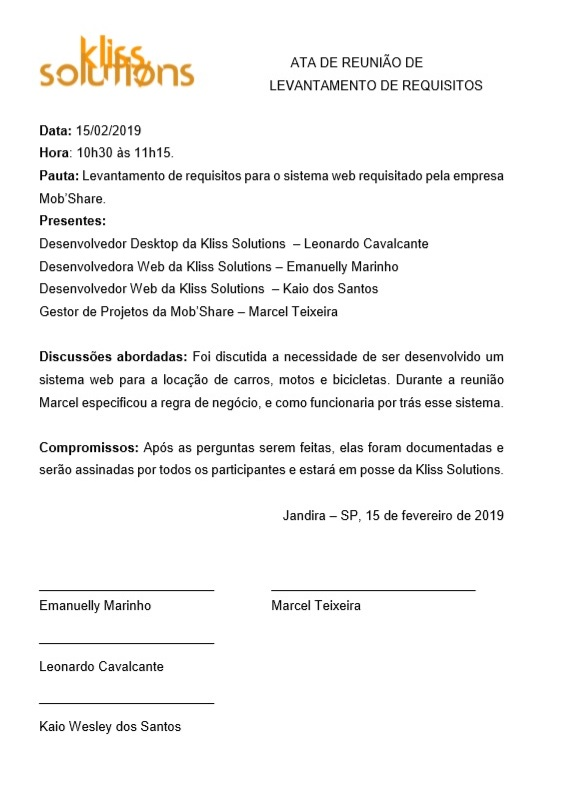 kliss
solutions
ATA DE REUNIÃO DE
LEVANTAMENTO DE REQUISITOS
Data: 15/02/2019
Hora: 10h30 às 11h15.
Pauta: Levantamento de requisitos para o sistema web requisitado pela empresa
Mob’Share.
Presentes:
Desenvolvedor Desktop da Kliss Solutions – Leonardo Cavalcante
Desenvolvedora Web da Kliss Solutions – Emanuelly Marinho
Desenvolvedor Web da Kliss Solutions – Kaio dos Santos
Gestor de Projetos da Mob’Share – Marcel Teixeira
Discussões abordadas: Foi discutida a necessidade de ser desenvolvido um
sistema web para a locação de carros, motos e bicicletas. Durante a reunião
Marcel especificou a regra de negócio, e como funcionaria por trás esse sistema.
Compromissos: Após as perguntas serem feitas, elas foram documentadas e
serão assinadas por todos os participantes e estará em posse da Kliss Solutions.
Jandira – SP, 15 de fevereiro de 2019
Emanuelly Marinho
Marcel Teixeira
Leonardo Cavalcante
Kaio Wesley dos Santos